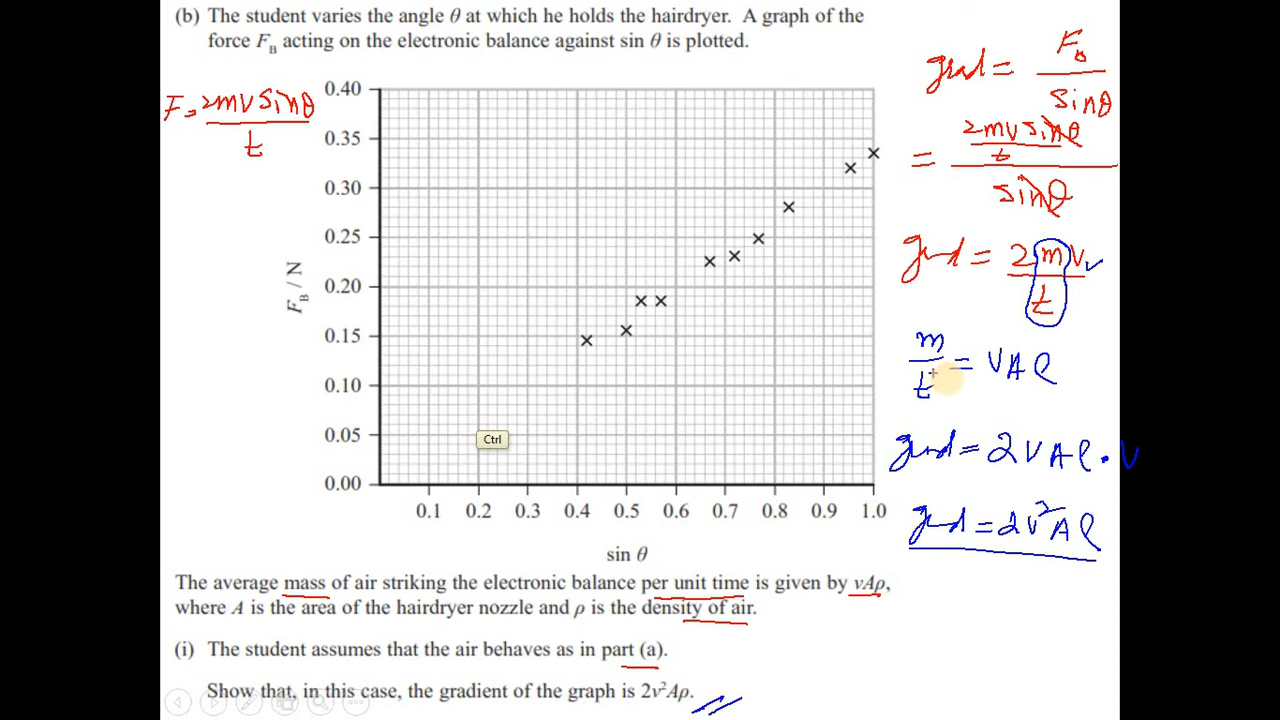 (b) The student varies the angle θ at which he holds the hairdryer. A graph of the
force F_B acting on the electronic balance against sin θ is plotted.
F = 2mv sinθ / t
0.40
0.35
0.30
0.25
0.20
0.15
0.10
0.05
0.00
F_B / N
0.1 0.2 0.3 0.4 0.5 0.6 0.7 0.8 0.9 1.0
sin θ
Ctrl
grad = F_B / sinθ
= 2mv sinθ / t / sinθ
grad = 2mv / t
m / t = VAρ
grad = 2VAρ · V
grad = 2v²Aρ
The average mass of air striking the electronic balance per unit time is given by vAρ,
where A is the area of the hairdryer nozzle and ρ is the density of air.
(i) The student assumes that the air behaves as in part (a).
Show that, in this case, the gradient of the graph is 2v²Aρ.